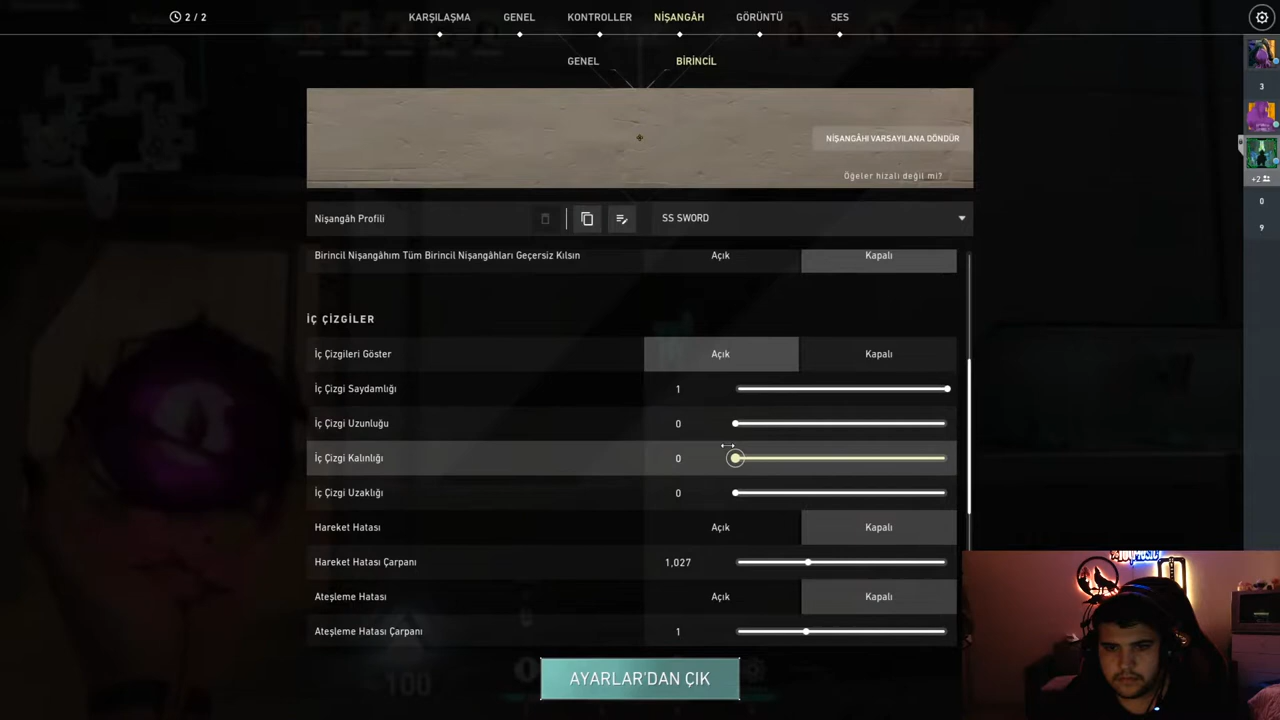 2 / 2
KARŞILAŞMA GENEL KONTROLLER NİŞANGÂH GÖRÜNTÜ SES
GENEL BİRİNCİL
NİŞANGÂHI VARSAYILANA DÖNDÜR
Öğeler hizalı değil mi?
Nişangâh Profili SS SWORD
Birincil Nişangâhım Tüm Birincil Nişangâhları Geçersiz Kılsın Açık Kapalı
İÇ ÇİZGİLER
İç Çizgileri Göster Açık Kapalı
İç Çizgi Saydamlığı 1
İç Çizgi Uzunluğu 0
İç Çizgi Kalınlığı 0
İç Çizgi Uzaklığı 0
Hareket Hatası Açık Kapalı
Hareket Hatası Çarpanı 1,027
Ateşleme Hatası Açık Kapalı
Ateşleme Hatası Çarpanı 1
AYARLAR'DAN ÇIK
100
3
+2
0
9